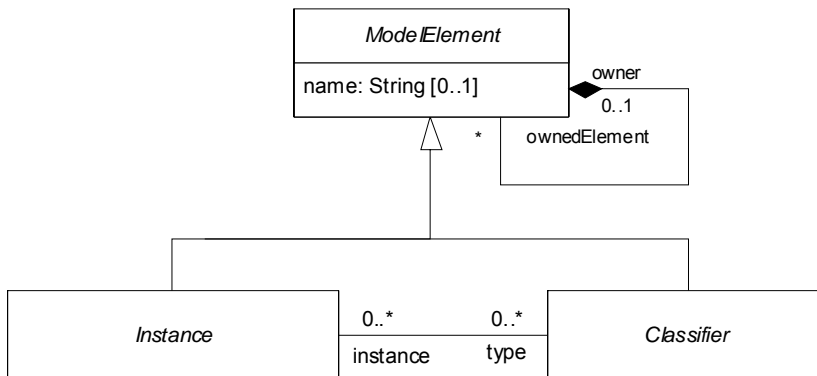 ModelElement
name: String [0..1]
owner
0..1
*
ownedElement
Instance
0..*
instance
0..*
type
Classifier